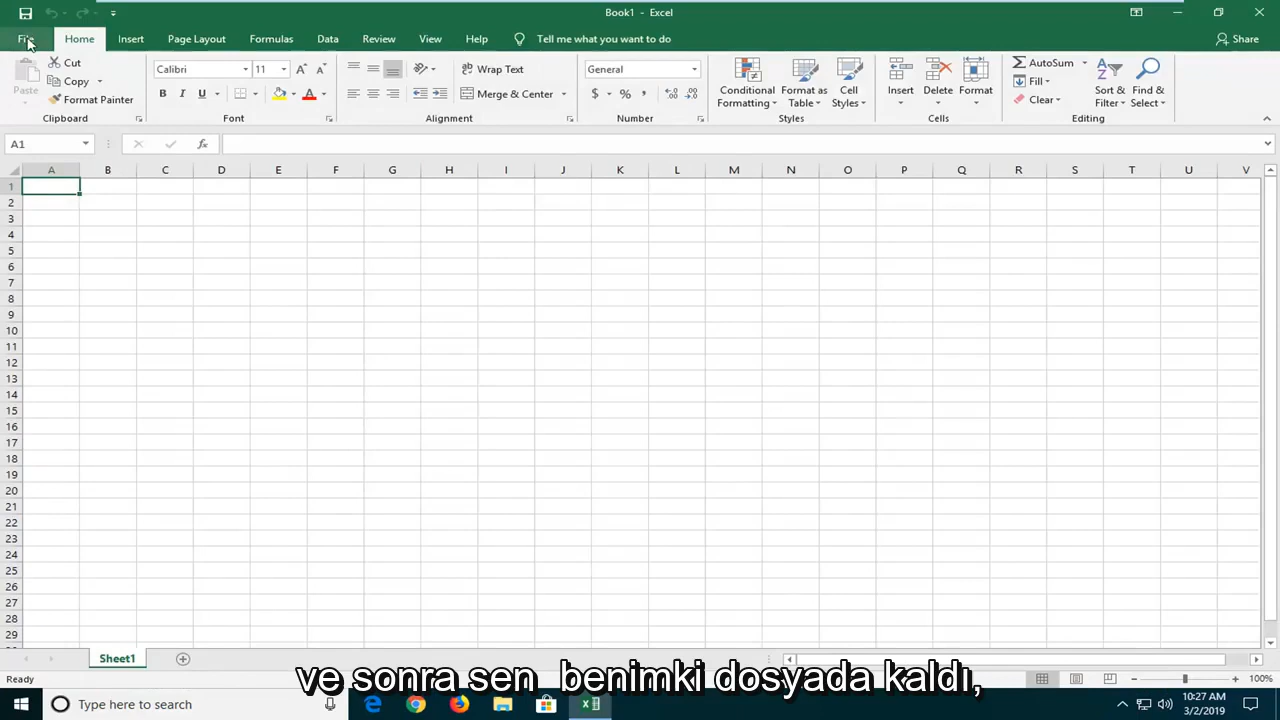 Book1 - Excel
File Home Insert Page Layout Formulas Data Review View Help Tell me what you want to do Share
Paste Cut Copy Format Painter
Calibri 11 B I U
Wrap Text Merge & Center
General $ % ,
Conditional Formatting Format as Table Cell Styles
Insert Delete Format
AutoSum Fill Clear Sort & Filter Find & Select
Clipboard Font Alignment Number Styles Cells Editing
A1 fx
A B C D E F G H I J K L M N O P Q R S T U V
1
2
3
4
5
6
7
8
9
10
11
12
13
14
15
16
17
18
19
20
21
22
23
24
25
26
27
28
29
Sheet1
ve sonra sen benimki dosyada kaldı,
Ready 100%
Type here to search
10:27 AM
3/2/2019